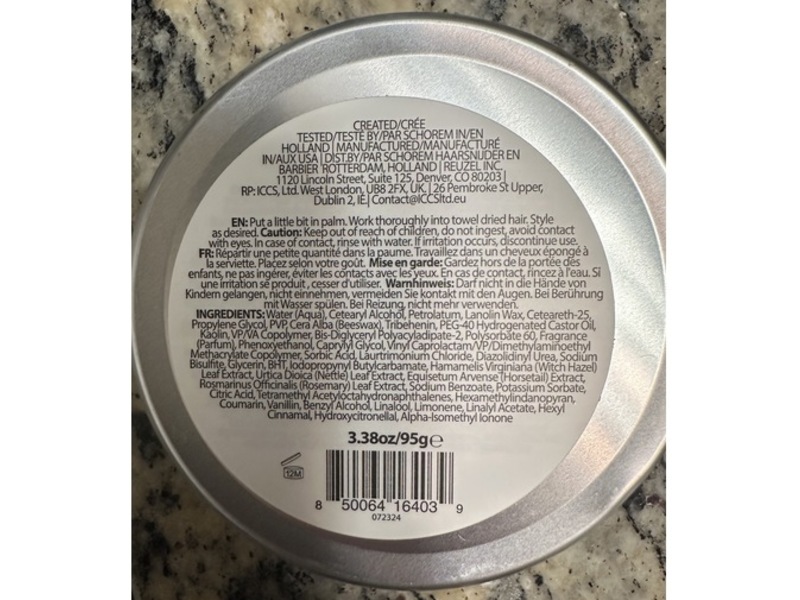 CREATED/CRÉE
TESTED/TESTE BY/PAR SCHOREM IN/EN
HOLLAND | MANUFACTURED/MANUFACTURÉ
IN/AUX USA | DIST.BY/PAR SCHOREM HAARSNUDER EN
BARBIER ROTTERDAM, HOLLAND | REUZEL INC.
1120 Lincoln Street, Suite 125, Denver, CO 80203 |
RP: ICCS, Ltd. West London, UB8 2FX, UK, | 26 Pembroke St Upper,
Dublin 2, IE,| Contact@ICCSltd.eu
EN: Put a little bit in palm. Work thoroughly into towel dried hair. Style
as desired. Caution: Keep out of reach of children, do not ingest, avoid contact
with eyes. In case of contact, rinse with water. If irritation occurs, discontinue use.
FR: Répartir une petite quantité dans la paume. Travaillez dans un cheveux épongé à
la serviette. Placez selon votre goût. Mise en garde: Gardez hors de la portée des
enfants, ne pas ingérer, éviter les contacts avec les yeux. En cas de contact, rincez à l'eau. Si
une irritation se produit , cesser d'utiliser. Warnhinweis: Darf nicht in die Hände von
Kindern gelangen, nicht einnehmen, vermeiden Sie kontakt mit den Augen. Bei Berührung
mit Wasser spülen. Bei Reizung, nicht mehr verwenden.
INGREDIENTS: Water (Aqua), Cetearyl Alcohol, Petrolatum, Lanolin Wax, Ceteareth-25,
Propylene Glycol, PVP, Cera Alba (Beeswax), Tribehenin, PEG-40 Hydrogenated Castor Oil,
Kaolin, VP/VA Copolymer, Bis-Diglyceryl Polyacyladipate-2, Polysorbate 60, Fragrance
(Parfum), Phenoxyethanol, Caprylyl Glycol, Vinyl Caprolactam/VP/Dimethylaminoethyl
Methacrylate Copolymer, Sorbic Acid, Laurtrimonium Chloride, Diazolidinyl Urea, Sodium
Bisulfite, Glycerin, BHT, Iodopropynyl Butylcarbamate, Hamamelis Virginiana (Witch Hazel)
Leaf Extract, Urtica Dioica (Nettle) Leaf Extract, Equisetum Arvense (Horsetail) Extract,
Rosmarinus Officinalis (Rosemary) Leaf Extract, Sodium Benzoate, Potassium Sorbate,
Citric Acid, Tetramethyl Acetyloctahydronaphthalenes, Hexamethylindanopyran,
Coumarin, Vanillin, Benzyl Alcohol, Linalool, Limonene, Linalyl Acetate, Hexyl
Cinnamal, Hydroxycitronellal, Alpha-Isomethyl Ionone
3.38oz/95g℮
12M
8 50064 16403 9
072324